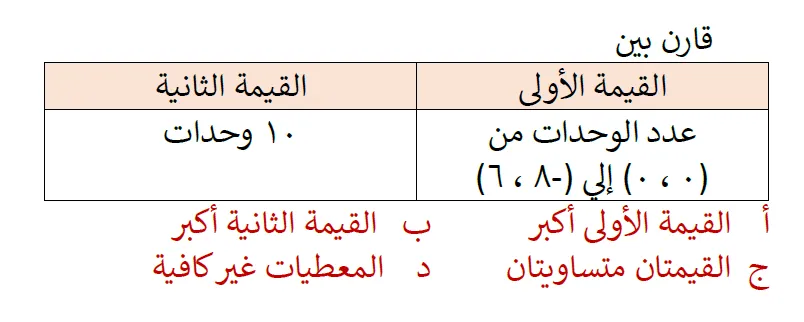 قارن بين
القيمة الأولى القيمة الثانية
عدد الوحدات من ١٠ وحدات
(٠ ، ٠) إلي (-٨ ، ٦)
أ القيمة الأولى أكبر ب القيمة الثانية أكبر
ج القيمتان متساويتان د المعطيات غير كافية